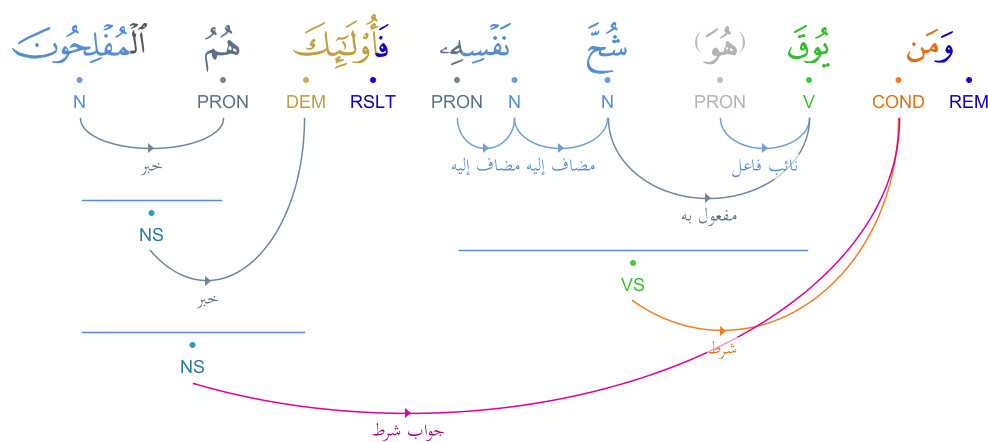 وَمَن يُوقَ (هُوَ) شُحَّ نَفْسِهِۦ فَأُو۟لَـٰٓئِكَ هُمُ ٱلْمُفْلِحُونَ
REM COND V PRON N N PRON RSLT DEM PRON N
نائب فاعل مضاف إليه مضاف إليه خبر
مفعول به
NS
VS
خبر
شرط
NS
جواب شرط